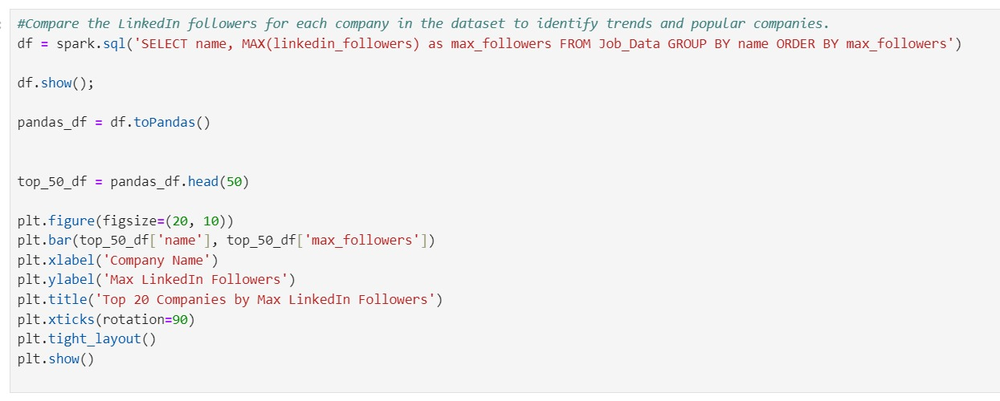 #Compare the LinkedIn followers for each company in the dataset to identify trends and popular companies.
df = spark.sql('SELECT name, MAX(linkedin_followers) as max_followers FROM Job_Data GROUP BY name ORDER BY max_followers')
df.show();
pandas_df = df.toPandas()
top_50_df = pandas_df.head(50)
plt.figure(figsize=(20, 10))
plt.bar(top_50_df['name'], top_50_df['max_followers'])
plt.xlabel('Company Name')
plt.ylabel('Max LinkedIn Followers')
plt.title('Top 20 Companies by Max LinkedIn Followers')
plt.xticks(rotation=90)
plt.tight_layout()
plt.show()